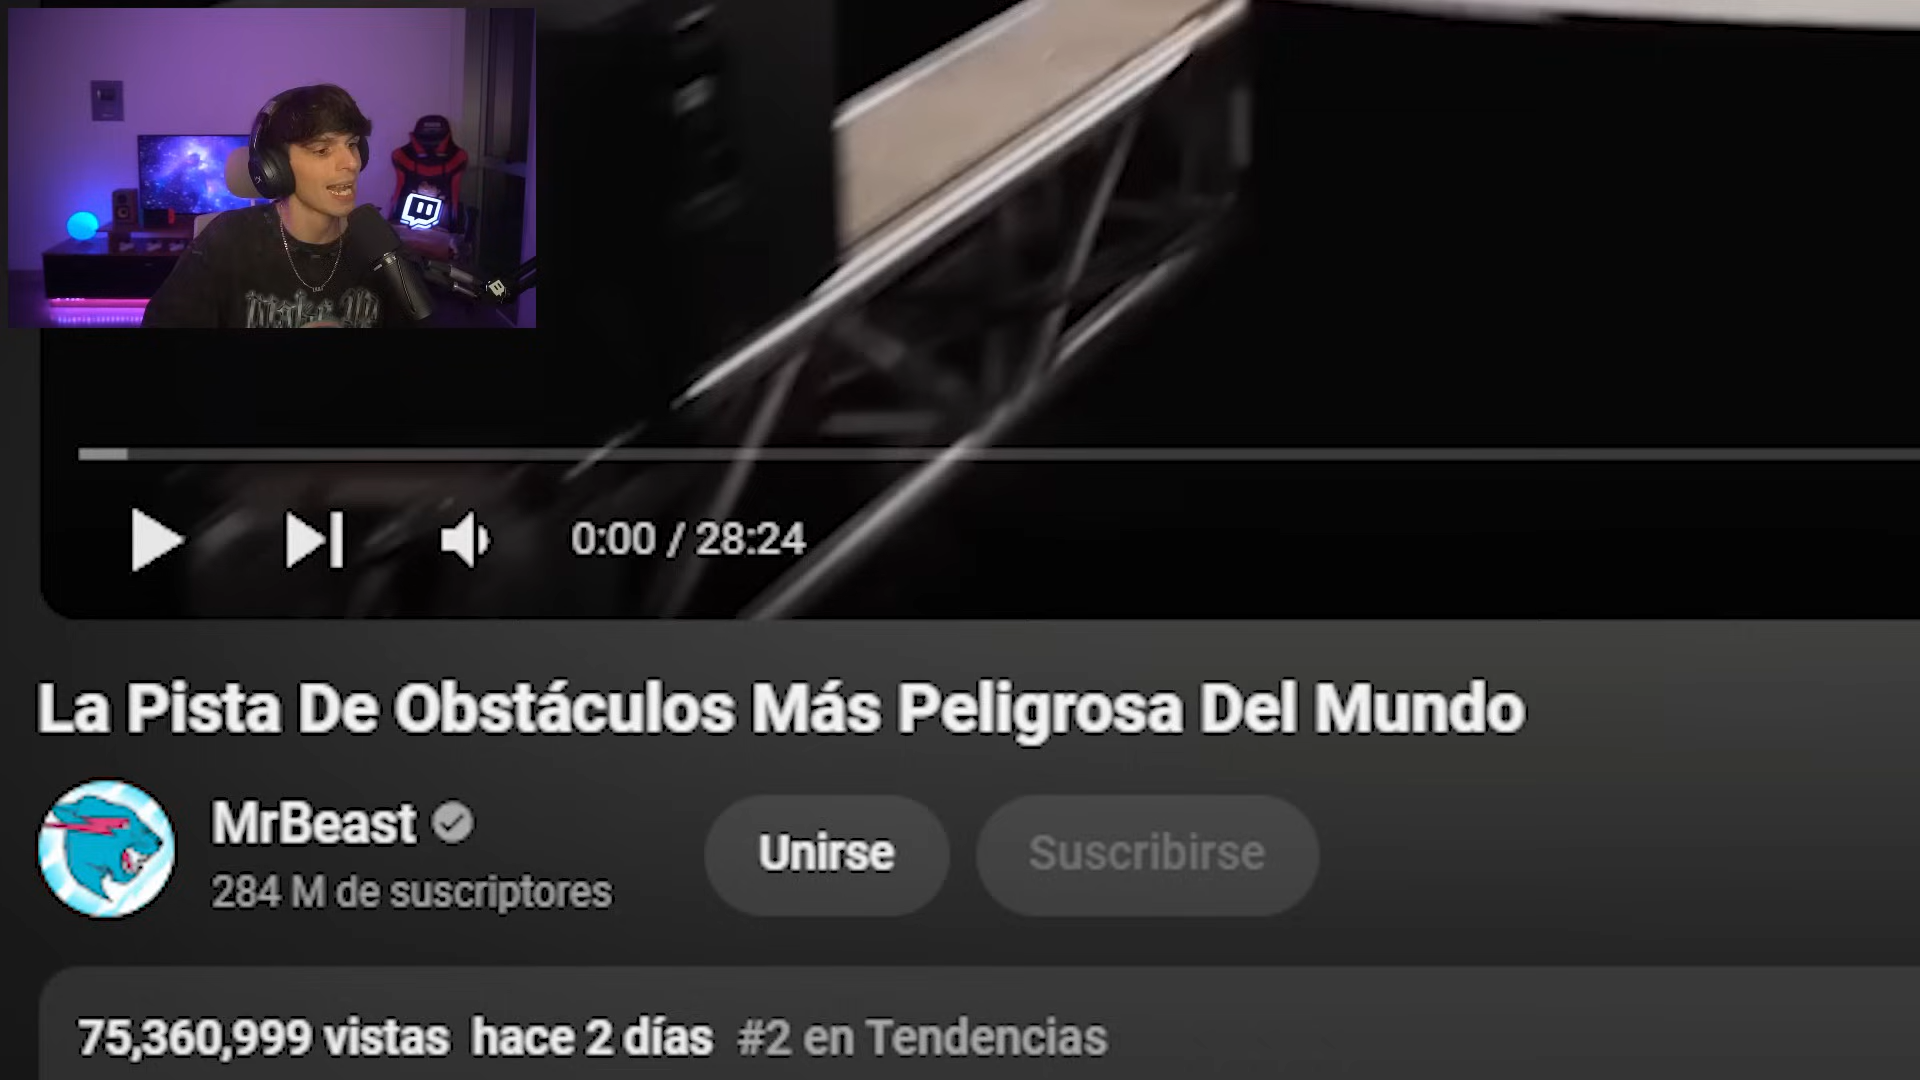 0:00 / 28:24
La Pista De Obstáculos Más Peligrosa Del Mundo
MrBeast
284 M de suscriptores
Unirse
Suscribirse
75,360,999 vistas hace 2 días #2 en Tendencias